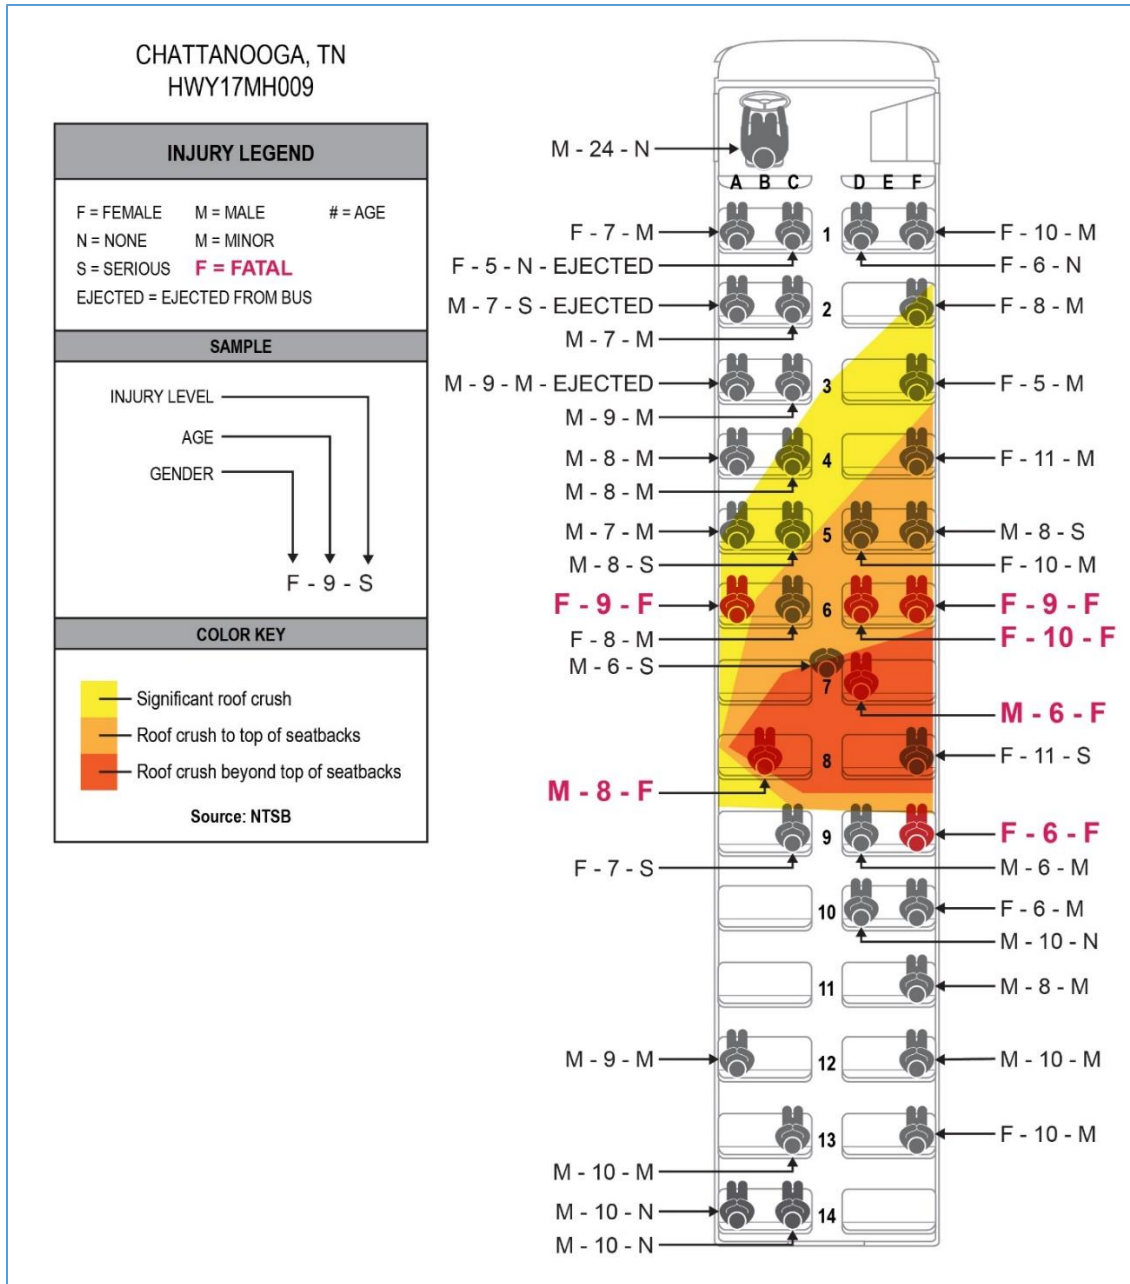 CHATTANOOGA, TN
HWY17MH009
INJURY LEGEND
F = FEMALE M = MALE # = AGE
N = NONE M = MINOR
S = SERIOUS F = FATAL
EJECTED = EJECTED FROM BUS
SAMPLE
INJURY LEVEL
AGE
GENDER
F - 9 - S
COLOR KEY
Significant roof crush
Roof crush to top of seatbacks
Roof crush beyond top of seatbacks
Source: NTSB
M - 24 - N
A B C D E F
F - 7 - M 1 F - 10 - M
F - 5 - N - EJECTED F - 6 - N
M - 7 - S - EJECTED 2 F - 8 - M
M - 7 - M
M - 9 - M - EJECTED 3 F - 5 - M
M - 9 - M
M - 8 - M 4 F - 11 - M
M - 8 - M
M - 7 - M 5 M - 8 - S
M - 8 - S F - 10 - M
F - 9 - F 6 F - 9 - F
F - 8 - M F - 10 - F
M - 6 - S
7
M - 6 - F
8 F - 11 - S
M - 8 - F
9 F - 6 - F
F - 7 - S M - 6 - M
10 F - 6 - M
M - 10 - N
11 M - 8 - M
M - 9 - M 12 M - 10 - M
13 F - 10 - M
M - 10 - M
M - 10 - N 14
M - 10 - N